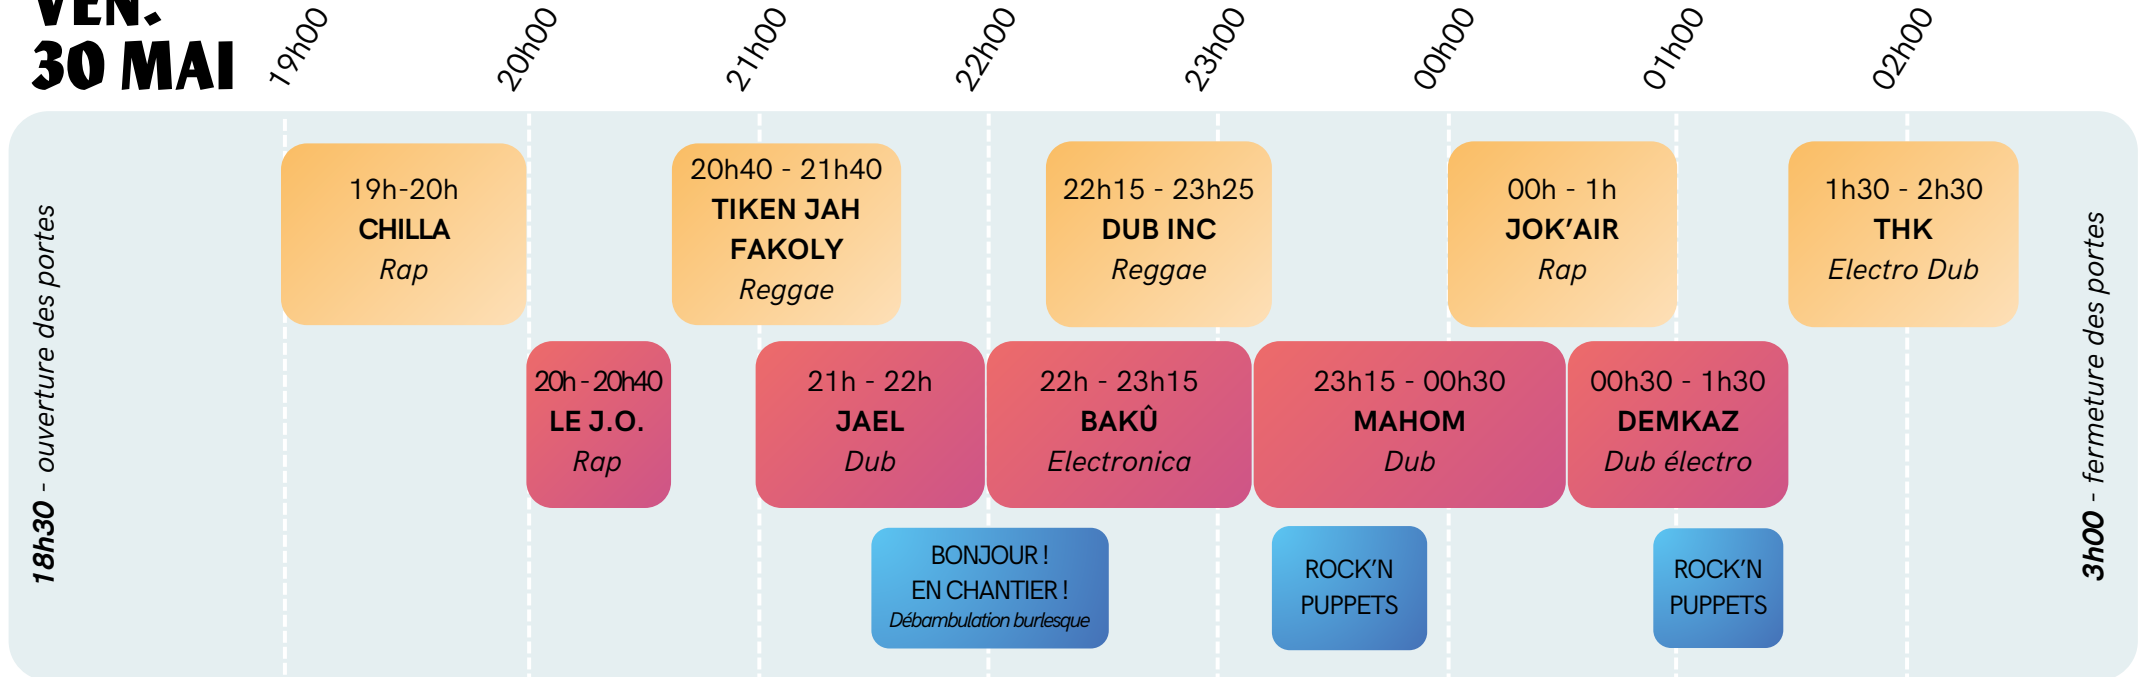 VEN.
30 MAI
19h00
20h00
21h00
22h00
23h00
00h00
01h00
02h00
18h30 - ouverture des portes
19h-20h
CHILLA
Rap
20h40 - 21h40
TIKEN JAH
FAKOLY
Reggae
22h15 - 23h25
DUB INC
Reggae
00h - 1h
JOK’AIR
Rap
1h30 - 2h30
THK
Electro Dub
20h - 20h40
LE J.O.
Rap
21h - 22h
JAEL
Dub
22h - 23h15
BAKÛ
Electronica
23h15 - 00h30
MAHOM
Dub
00h30 - 1h30
DEMKAZ
Dub électro
BONJOUR !
EN CHANTIER !
Débambulation burlesque
ROCK’N
PUPPETS
ROCK’N
PUPPETS
3h00 - fermeture des portes